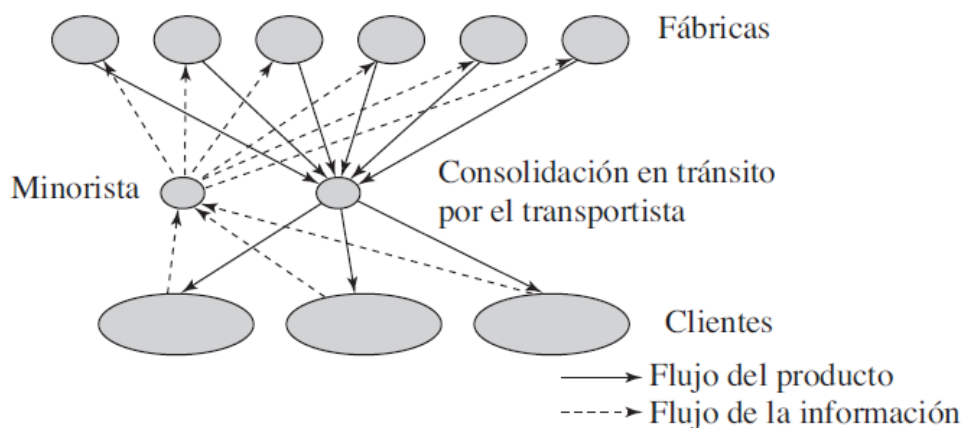 Fábricas
Minorista
Consolidación en tránsito
por el transportista
Clientes
Flujo del producto
Flujo de la información